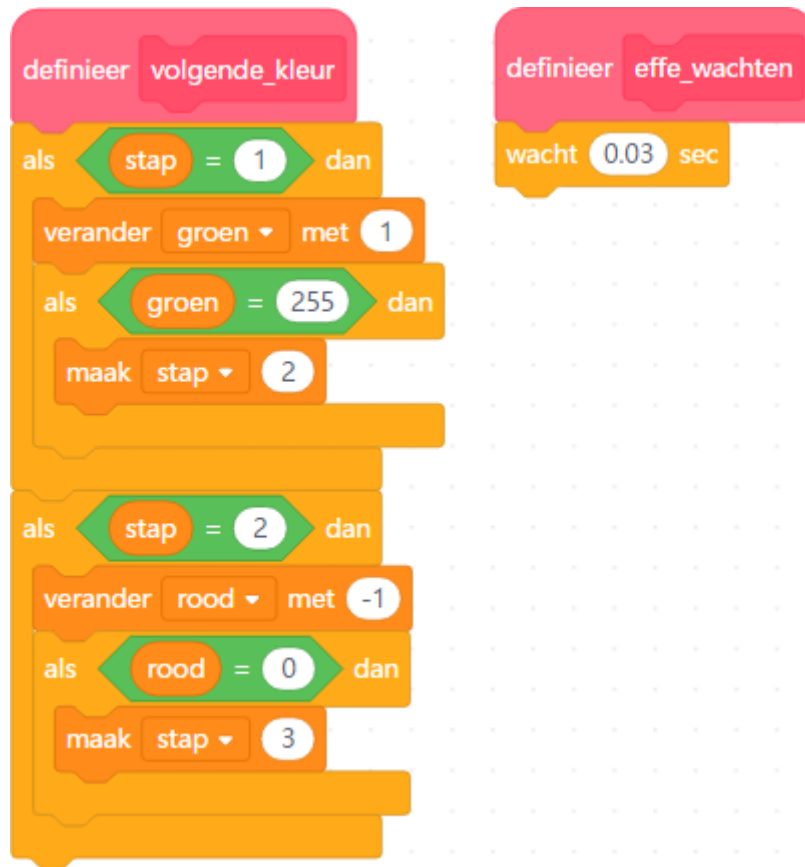 definieer volgende_kleur
als stap = 1 dan
verander groen met 1
als groen = 255 dan
maak stap 2
als stap = 2 dan
verander rood met -1
als rood = 0 dan
maak stap 3
definieer effe_wachten
wacht 0.03 sec